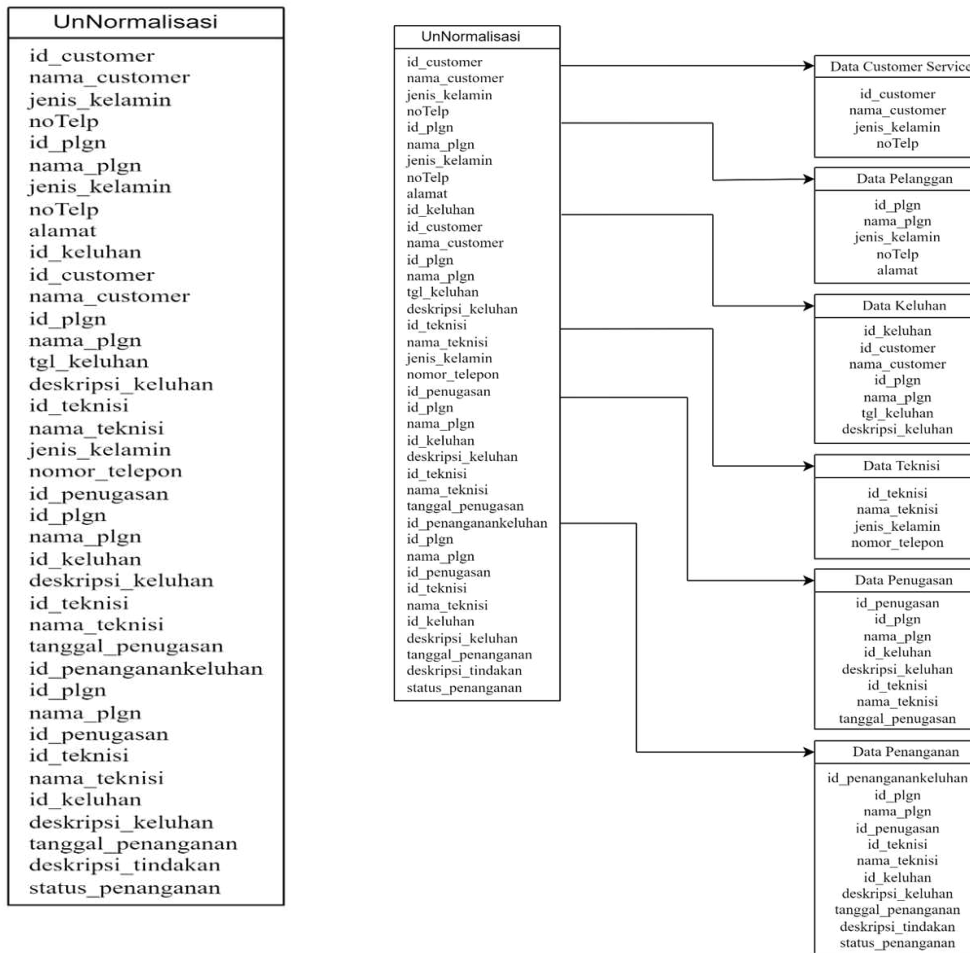 UnNormalisasi
id_customer
nama_customer
jenis_kelamin
noTelp
id_plgn
nama_plgn
jenis_kelamin
noTelp
alamat
id_keluhan
id_customer
nama_customer
id_plgn
nama_plgn
tgl_keluhan
deskripsi_keluhan
id_teknisi
nama_teknisi
jenis_kelamin
nomor_telepon
id_penugasan
id_plgn
nama_plgn
id_keluhan
deskripsi_keluhan
id_teknisi
nama_teknisi
tanggal_penugasan
id_penanganankeluhan
id_plgn
nama_plgn
id_penugasan
id_teknisi
nama_teknisi
id_keluhan
deskripsi_keluhan
tanggal_penanganan
deskripsi_tindakan
status_penanganan
UnNormalisasi
id_customer
nama_customer
jenis_kelamin
noTelp
id_plgn
nama_plgn
jenis_kelamin
noTelp
alamat
id_keluhan
id_customer
nama_customer
id_plgn
nama_plgn
tgl_keluhan
deskripsi_keluhan
id_teknisi
nama_teknisi
jenis_kelamin
nomor_telepon
id_penugasan
id_plgn
nama_plgn
id_keluhan
deskripsi_keluhan
id_teknisi
nama_teknisi
tanggal_penugasan
id_penanganankeluhan
id_plgn
nama_plgn
id_penugasan
id_teknisi
nama_teknisi
id_keluhan
deskripsi_keluhan
tanggal_penanganan
deskripsi_tindakan
status_penanganan
Data Customer Service
id_customer
nama_customer
jenis_kelamin
noTelp
Data Pelanggan
id_plgn
nama_plgn
jenis_kelamin
noTelp
alamat
Data Keluhan
id_keluhan
id_customer
nama_customer
id_plgn
nama_plgn
tgl_keluhan
deskripsi_keluhan
Data Teknisi
id_teknisi
nama_teknisi
jenis_kelamin
nomor_telepon
Data Penugasan
id_penugasan
id_plgn
nama_plgn
id_keluhan
deskripsi_keluhan
id_teknisi
nama_teknisi
tanggal_penugasan
Data Penanganan
id_penanganankeluhan
id_plgn
nama_plgn
id_penugasan
id_teknisi
nama_teknisi
id_keluhan
deskripsi_keluhan
tanggal_penanganan
deskripsi_tindakan
status_penanganan